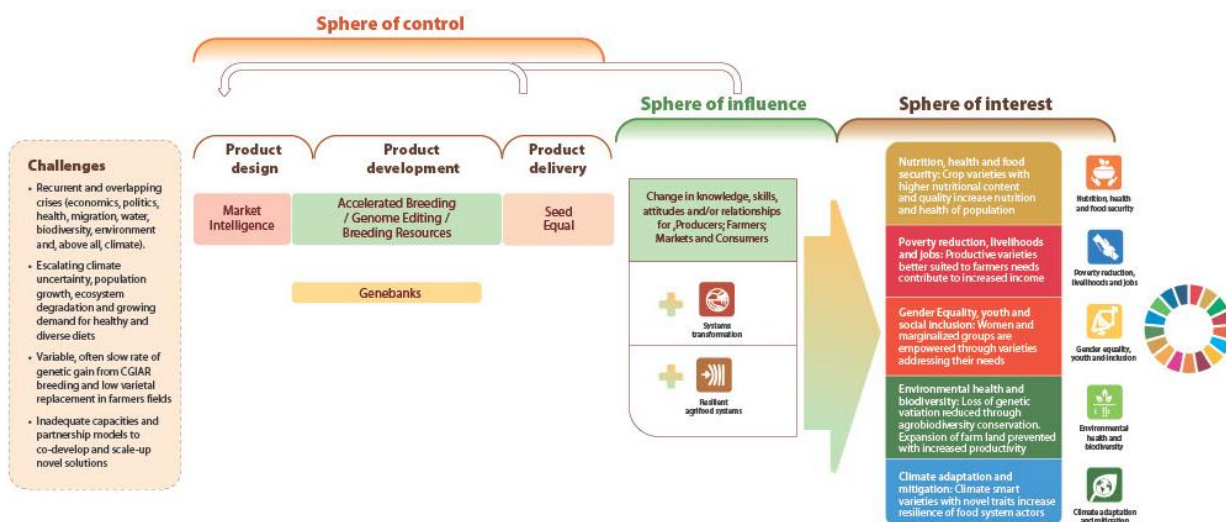 Sphere of control
Sphere of influence
Sphere of interest
Challenges
• Recurrent and overlapping
crises (economics, politics,
health, migration, water,
biodiversity, environment
and, above all, climate).
• Escalating climate
uncertainty, population
growth, ecosystem
degradation and growing
demand for healthy and
diverse diets
• Variable, often slow rate of
genetic gain from CGIAR
breeding and low varietal
replacement in farmers fields
• Inadequate capacities and
partnership models to
co-develop and scale-up
novel solutions
Product
design
Product
development
Product
delivery
Market
Intelligence
Accelerated Breeding
/ Genome Editing /
Breeding Resources
Seed
Equal
Genebanks
Change in knowledge, skills,
attitudes and/or relationships
for ,Producers; Farmers;
Markets and Consumers
Systems
transformation
Resilient
agrifood systems
Nutrition, health and food
security: Crop varieties with
higher nutritional content
and quality increase nutrition
and health of population
Poverty reduction, livelihoods
and jobs: Productive varieties
better suited to farmers needs
contribute to increased income
Gender Equality, youth and
social inclusion: Women and
marginalized groups are
empowered through varieties
addressing their needs
Environmental health and
biodiversity: Loss of genetic
vatiation reduced through
agrobiodiversity conservation.
Expansion of farm land prevented
with increased productivity
Climate adaptation and
mitigation: Climate smart
varieties with novel traits increase
resilience of food system actors
Nutrition, health
and food security
Poverty reduction,
livelihoods and jobs
Gender equality,
youth and inclusion
Environmental
health and
biodiversity
Climate adaptation
and mitigation